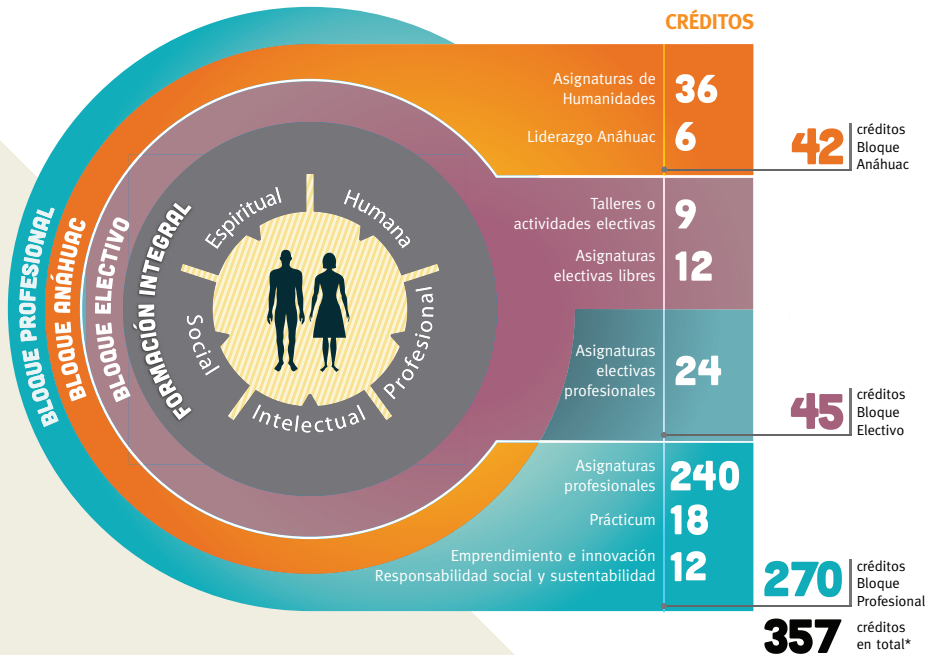 CRÉDITOS
Asignaturas de
Humanidades
36
Liderazgo Anáhuac
6
42
créditos
Bloque
Anáhuac
Talleres o
actividades electivas
9
Asignaturas
electivas libres
12
Asignaturas
electivas
profesionales
24
45
créditos
Bloque
Electivo
Asignaturas
profesionales
240
Prácticum
18
Emprendimiento e innovación
Responsabilidad social y sustentabilidad
12
270
créditos
Bloque
Profesional
357
créditos
en total*
BLOQUE PROFESIONAL
BLOQUE ANÁHUAC
BLOQUE ELECTIVO
FORMACIÓN INTEGRAL
Espiritual
Humana
Profesional
Intelectual
Social